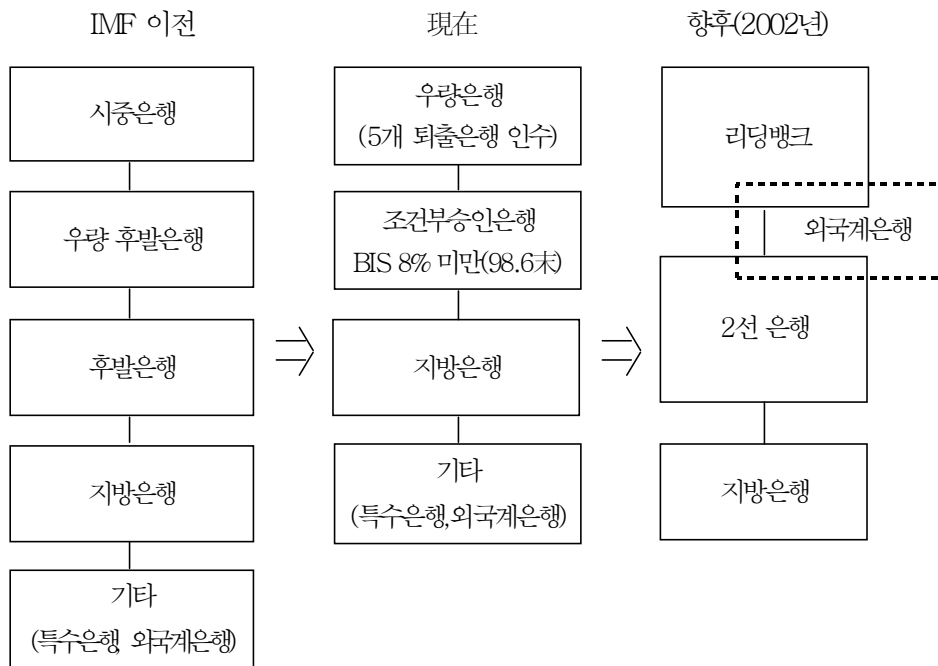 IMF 이전
시중은행
우량 후발은행
후발은행
지방은행
기타
(특수은행, 외국계은행)
現在
우량은행
(5개 퇴출은행 인수)
조건부승인은행
BIS 8% 미만(98.6末)
지방은행
기타
(특수은행,외국계은행)
향후(2002년)
리딩뱅크
외국계은행
2선 은행
지방은행